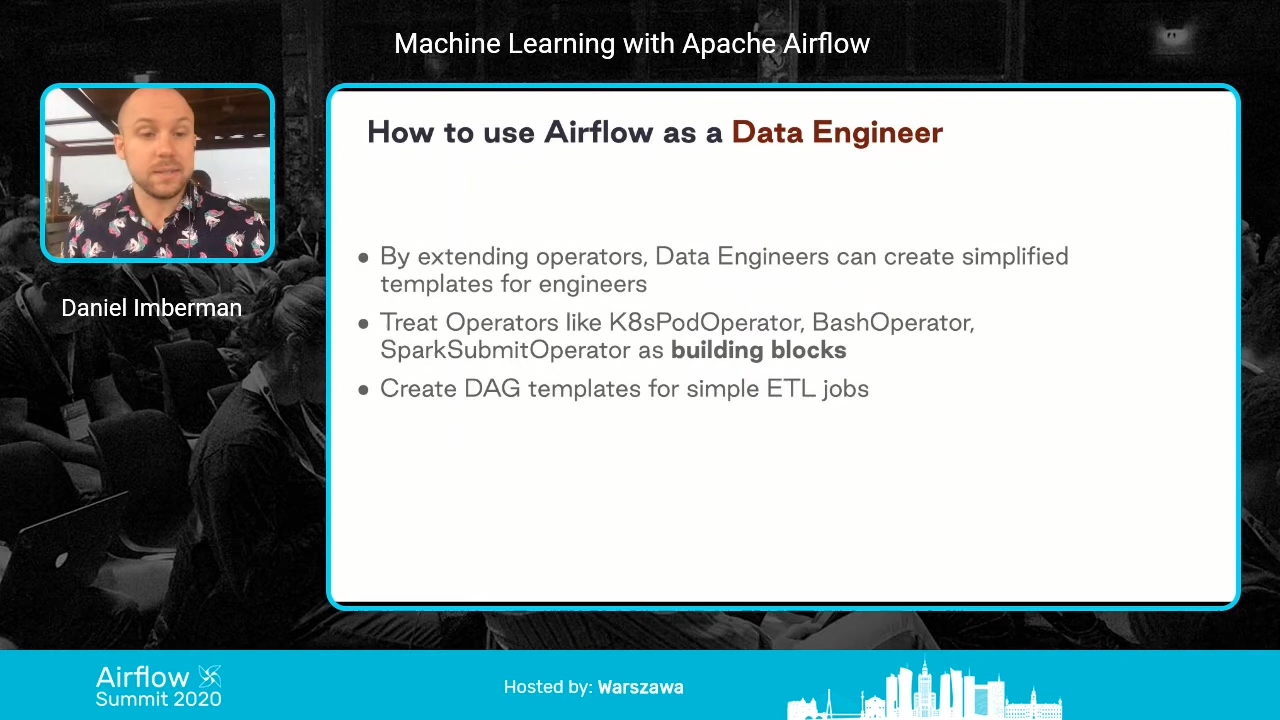 Machine Learning with Apache Airflow
Daniel Imberman
How to use Airflow as a Data Engineer
● By extending operators, Data Engineers can create simplified
templates for engineers
● Treat Operators like K8sPodOperator, BashOperator,
SparkSubmitOperator as building blocks
● Create DAG templates for simple ETL jobs
Airflow
Summit 2020
Hosted by: Warszawa